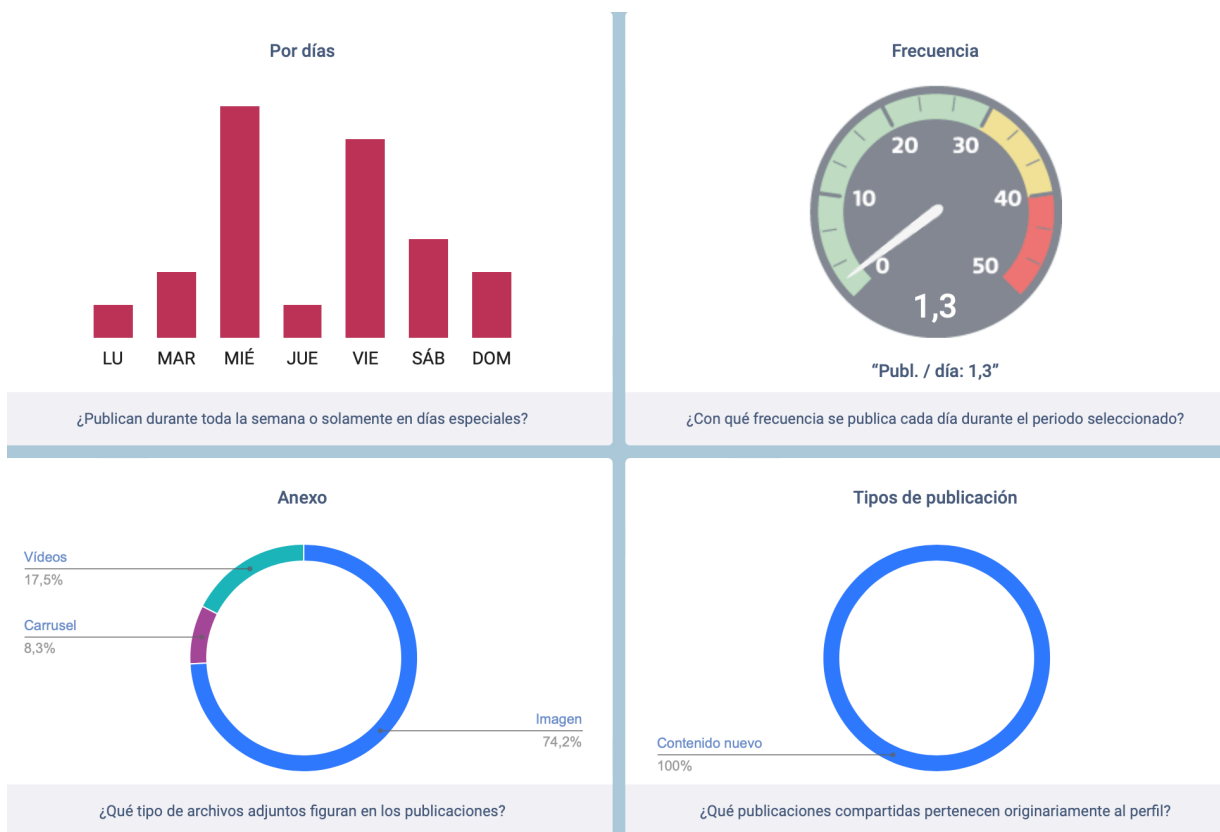 Por días
LU MAR MIÉ JUE VIE SÁB DOM
¿Publican durante toda la semana o solamente en días especiales?
Frecuencia
0 10 20 30 40 50
1,3
“Publ. / día: 1,3”
¿Con qué frecuencia se publica cada día durante el periodo seleccionado?
Anexo
Vídeos
17,5%
Carrusel
8,3%
Imagen
74,2%
¿Qué tipo de archivos adjuntos figuran en los publicaciones?
Tipos de publicación
Contenido nuevo
100%
¿Qué publicaciones compartidas pertenecen originariamente al perfil?